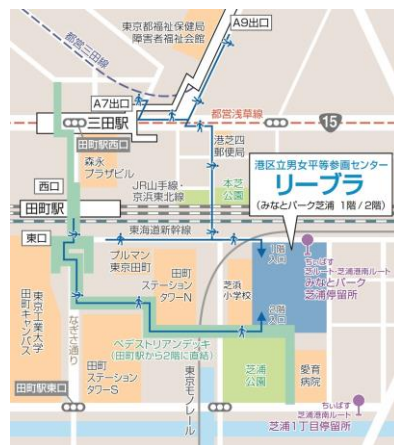 東京都福祉保健局
障害者福祉会館
A9出口
都営三田線
A7出口
三田駅
都営浅草線
15
田町駅西口
森永
プラザビル
港芝四
郵便局
港区立男女平等参画センター
リーブラ
(みなとパーク芝浦 1階/2階)
西口
JR山手線・
京浜東北線
本芝
公園
田町駅
東海道新幹線
東口
プルマン
東京田町
田町
ステーション
タワーN
芝浜
小学校
1階
入口
2階
入口
ちぃばす
芝ルート・芝浦港南ルート
みなとパーク
芝浦停留所
東京工業大学
田町キャンパス
なぎさ通り
ペデストリアンデッキ
(田町駅から2階に直結)
田町
ステーション
タワーS
東京モノレール
芝浦
公園
愛育
病院
田町駅東口
ちぃばす
芝浦港南ルート
芝浦1丁目停留所